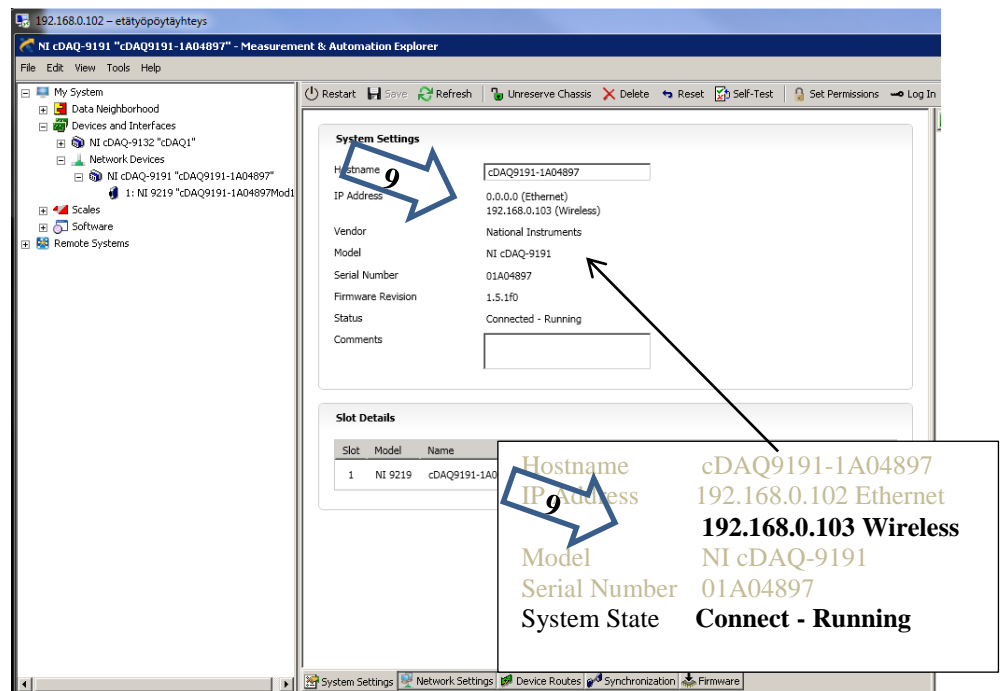 192.168.0.102 – etätyöpöytäyhteys
NI cDAQ-9191 "cDAQ9191-1A04897" - Measurement & Automation Explorer
File Edit View Tools Help
My System
Data Neighborhood
Devices and Interfaces
NI cDAQ-9132 "cDAQ1"
Network Devices
NI cDAQ-9191 "cDAQ9191-1A04897"
1: NI 9219 "cDAQ9191-1A04897Mod1
Scales
Software
Remote Systems
Restart Save Refresh Unreserve Chassis Delete Reset Self-Test Set Permissions Log In
System Settings
Hostname cDAQ9191-1A04897
9
IP Address 0.0.0.0 (Ethernet)
192.168.0.103 (Wireless)
Vendor National Instruments
Model NI cDAQ-9191
Serial Number 01A04897
Firmware Revision 1.5.1f0
Status Connected - Running
Comments
Slot Details
Slot Model Name
1 NI 9219 cDAQ9191-1A0
Hostname cDAQ9191-1A04897
IP Address 192.168.0.102 Ethernet
9
192.168.0.103 Wireless
Model NI cDAQ-9191
Serial Number 01A04897
System State Connect - Running
System Settings Network Settings Device Routes Synchronization Firmware